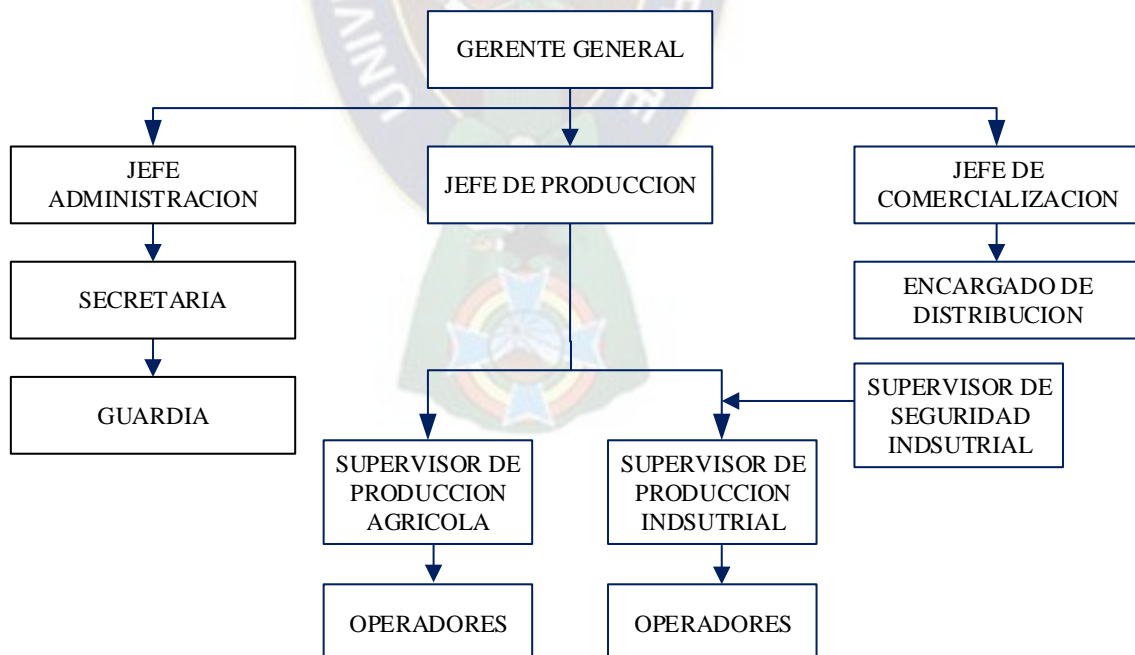 UNIV
GERENTE GENERAL
JEFE
ADMINISTRACION
JEFE DE PRODUCCION
JEFE DE
COMERCIALIZACION
SECRETARIA
ENCARGADO DE
DISTRIBUCION
GUARDIA
SUPERVISOR DE
SEGURIDAD
INDSUTRIAL
SUPERVISOR DE
PRODUCCION
AGRICOLA
SUPERVISOR DE
PRODUCCION
INDSUTRIAL
OPERADORES
OPERADORES